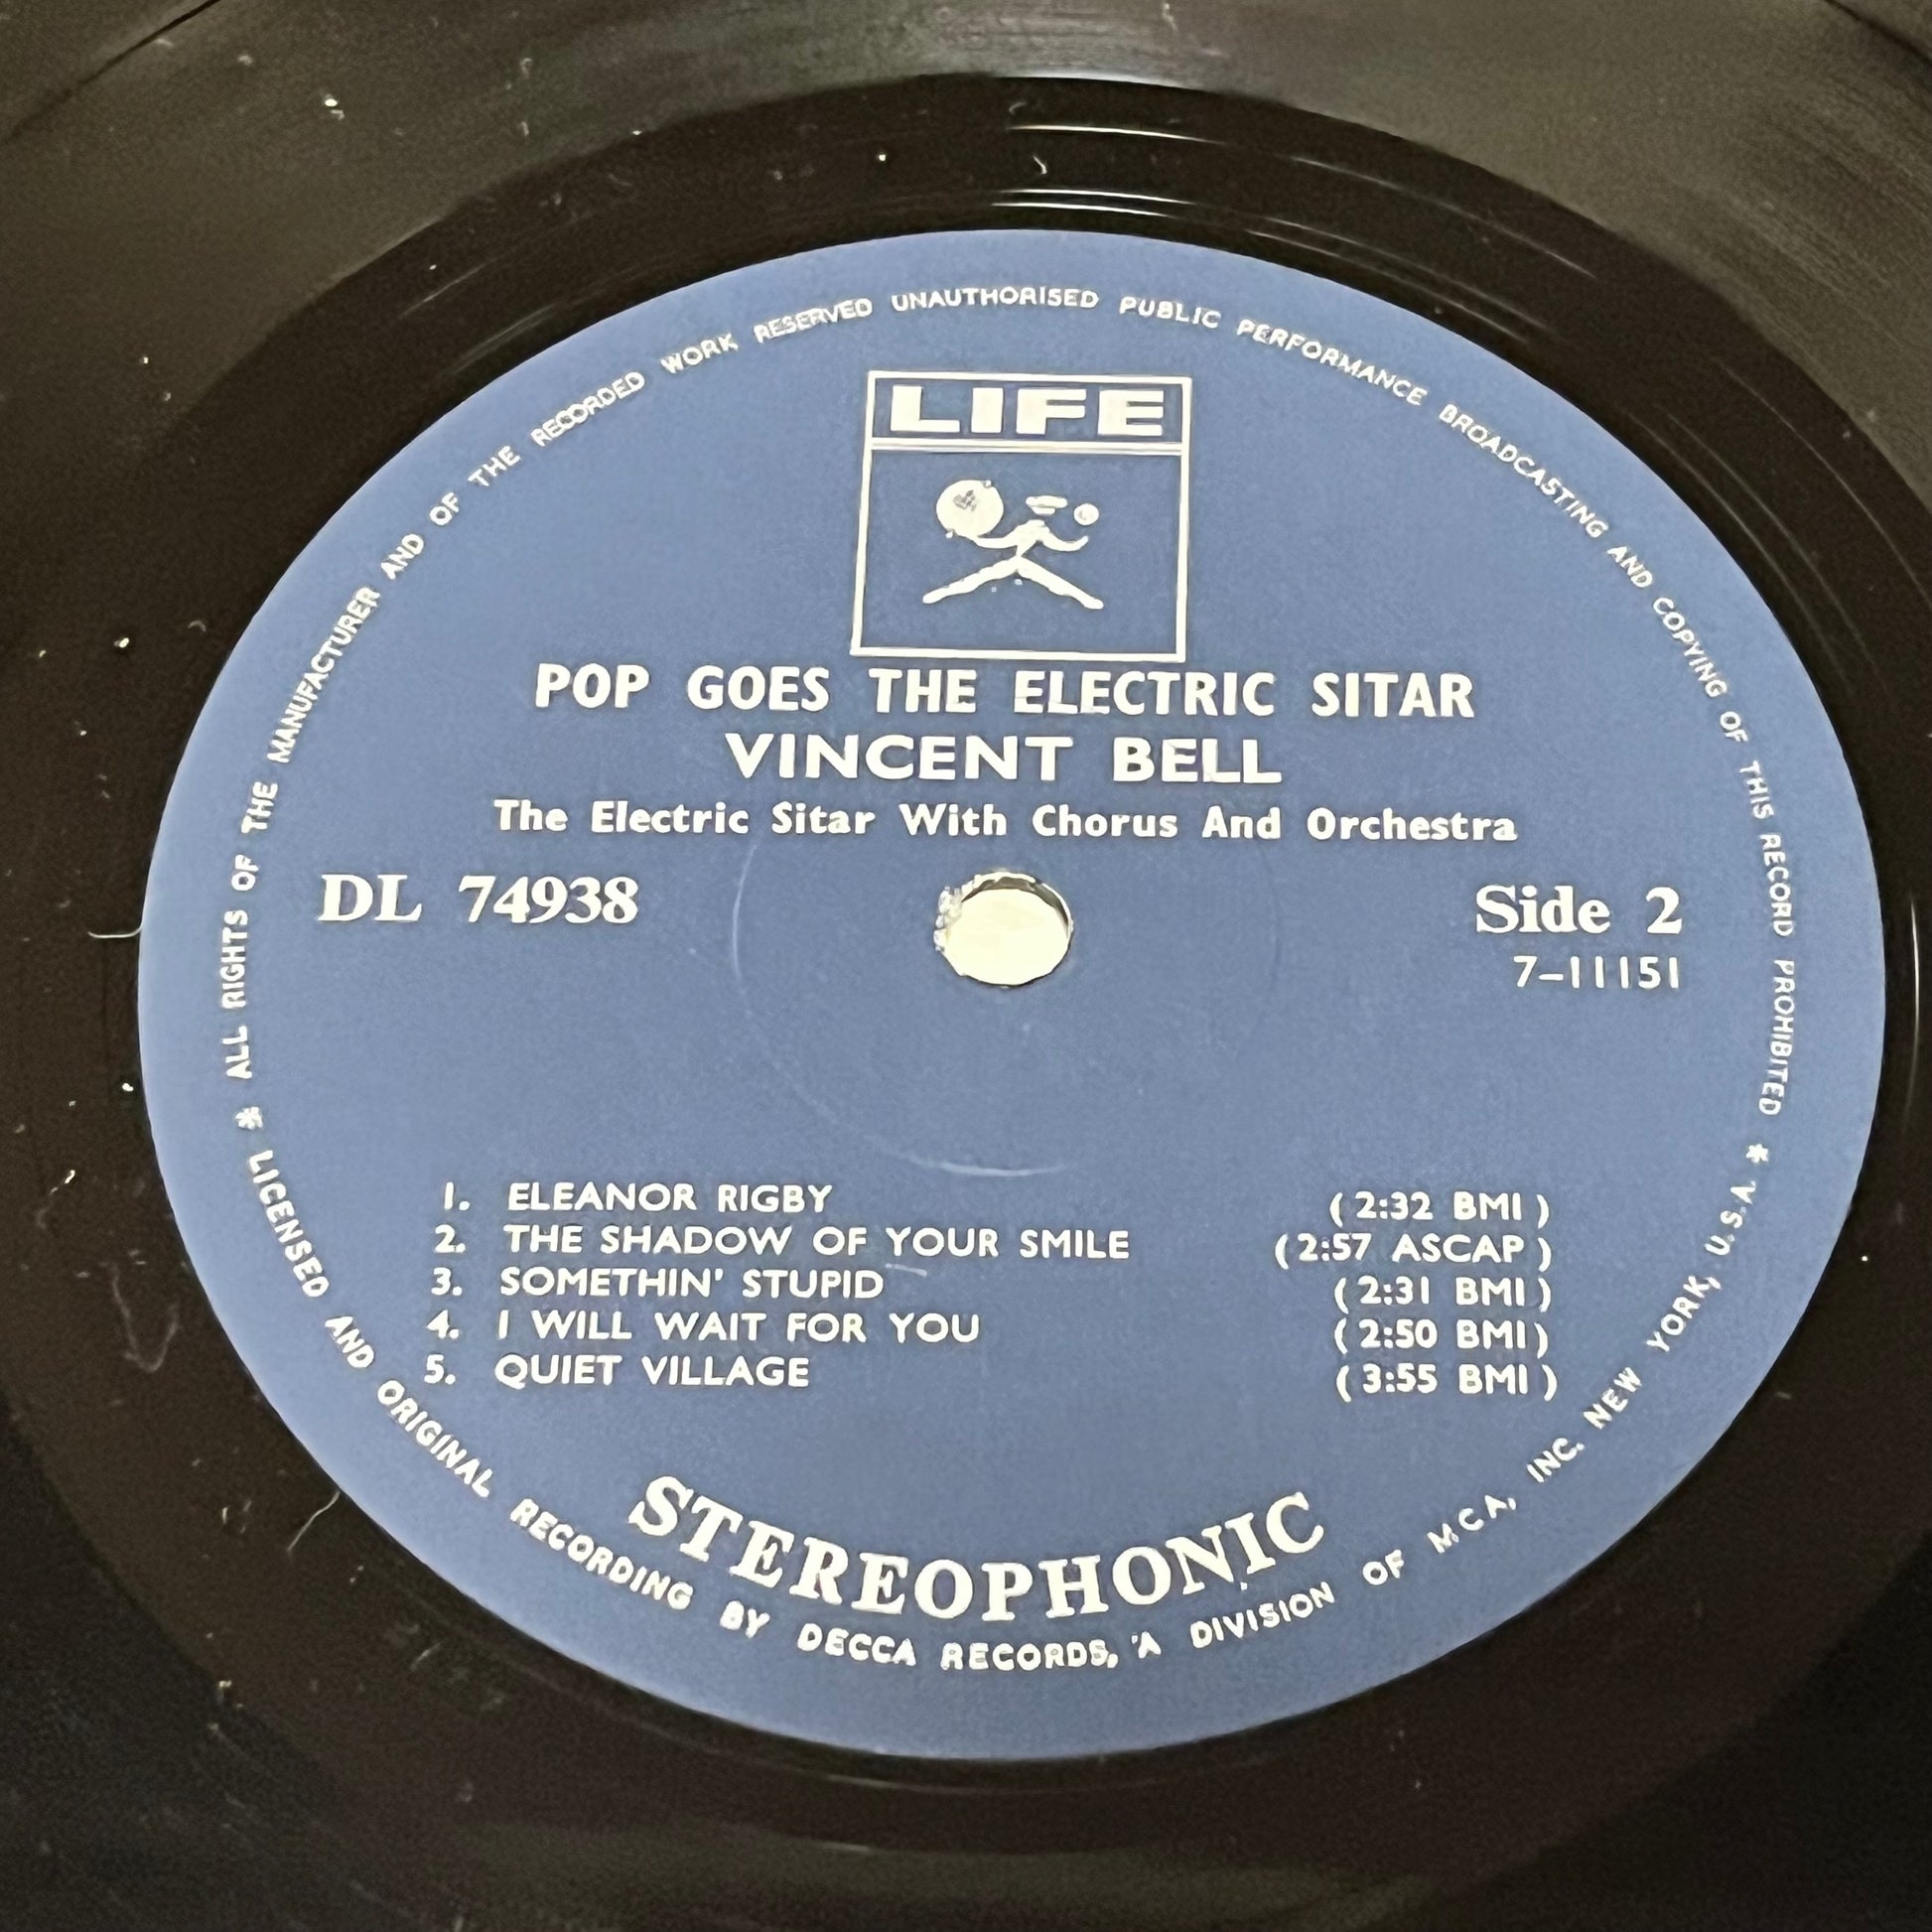 ALL RIGHTS OF THE MANUFACTURER AND OF THE RECORDED WORK RESERVED UNAUTHORISED PUBLIC PERFORMANCE BROADCASTING AND COPYING OF THIS RECORD PROHIBITED *
LIFE
POP GOES THE ELECTRIC SITAR
VINCENT BELL
The Electric Sitar With Chorus And Orchestra
DL 74938
Side 2
7-11151
1. ELEANOR RIGBY (2:32 BMI)
2. THE SHADOW OF YOUR SMILE (2:57 ASCAP)
3. SOMETHIN' STUPID (2:31 BMI)
4. I WILL WAIT FOR YOU (2:50 BMI)
5. QUIET VILLAGE (3:55 BMI)
STEREOPHONIC
* LICENSED AND ORIGINAL RECORDING BY DECCA RECORDS, A DIVISION OF MCA, INC. NEW YORK, U.S.A.